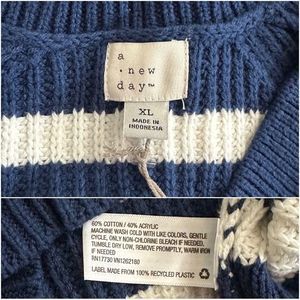 a
new
day™
XL
MADE IN
INDONESIA
60% COTTON / 40% ACRYLIC
MACHINE WASH COLD WITH LIKE COLORS, GENTLE
CYCLE, ONLY NON-CHLORINE BLEACH IF NEEDED,
TUMBLE DRY LOW, REMOVE PROMPTLY, WARM IRON
IF NEEDED
RN17730 VN1262180
LABEL MADE FROM 100% RECYCLED PLASTIC